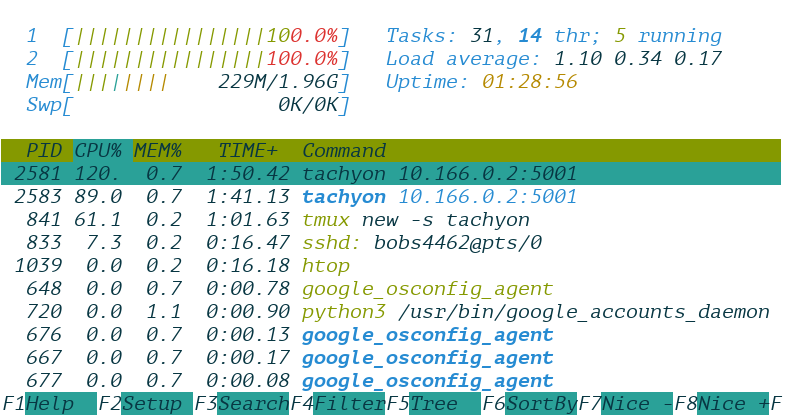 1 [||||||||||||||||100.0%] Tasks: 31, 14 thr; 5 running
2 [||||||||||||||||100.0%] Load average: 1.10 0.34 0.17
Mem[|||||||| 229M/1.96G] Uptime: 01:28:56
Swp[ 0K/0K]
PID CPU% MEM% TIME+ Command
2581 120. 0.7 1:50.42 tachyon 10.166.0.2:5001
2583 89.0 0.7 1:41.13 tachyon 10.166.0.2:5001
841 61.1 0.2 1:01.63 tmux new -s tachyon
833 7.3 0.2 0:16.47 sshd: bobs4462@pts/0
1039 0.0 0.2 0:16.18 htop
648 0.0 0.7 0:00.78 google_osconfig_agent
720 0.0 1.1 0:00.90 python3 /usr/bin/google_accounts_daemon
676 0.0 0.7 0:00.13 google_osconfig_agent
667 0.0 0.7 0:00.17 google_osconfig_agent
677 0.0 0.7 0:00.08 google_osconfig_agent
F1Help F2Setup F3SearchF4FilterF5Tree F6SortByF7Nice -F8Nice +F